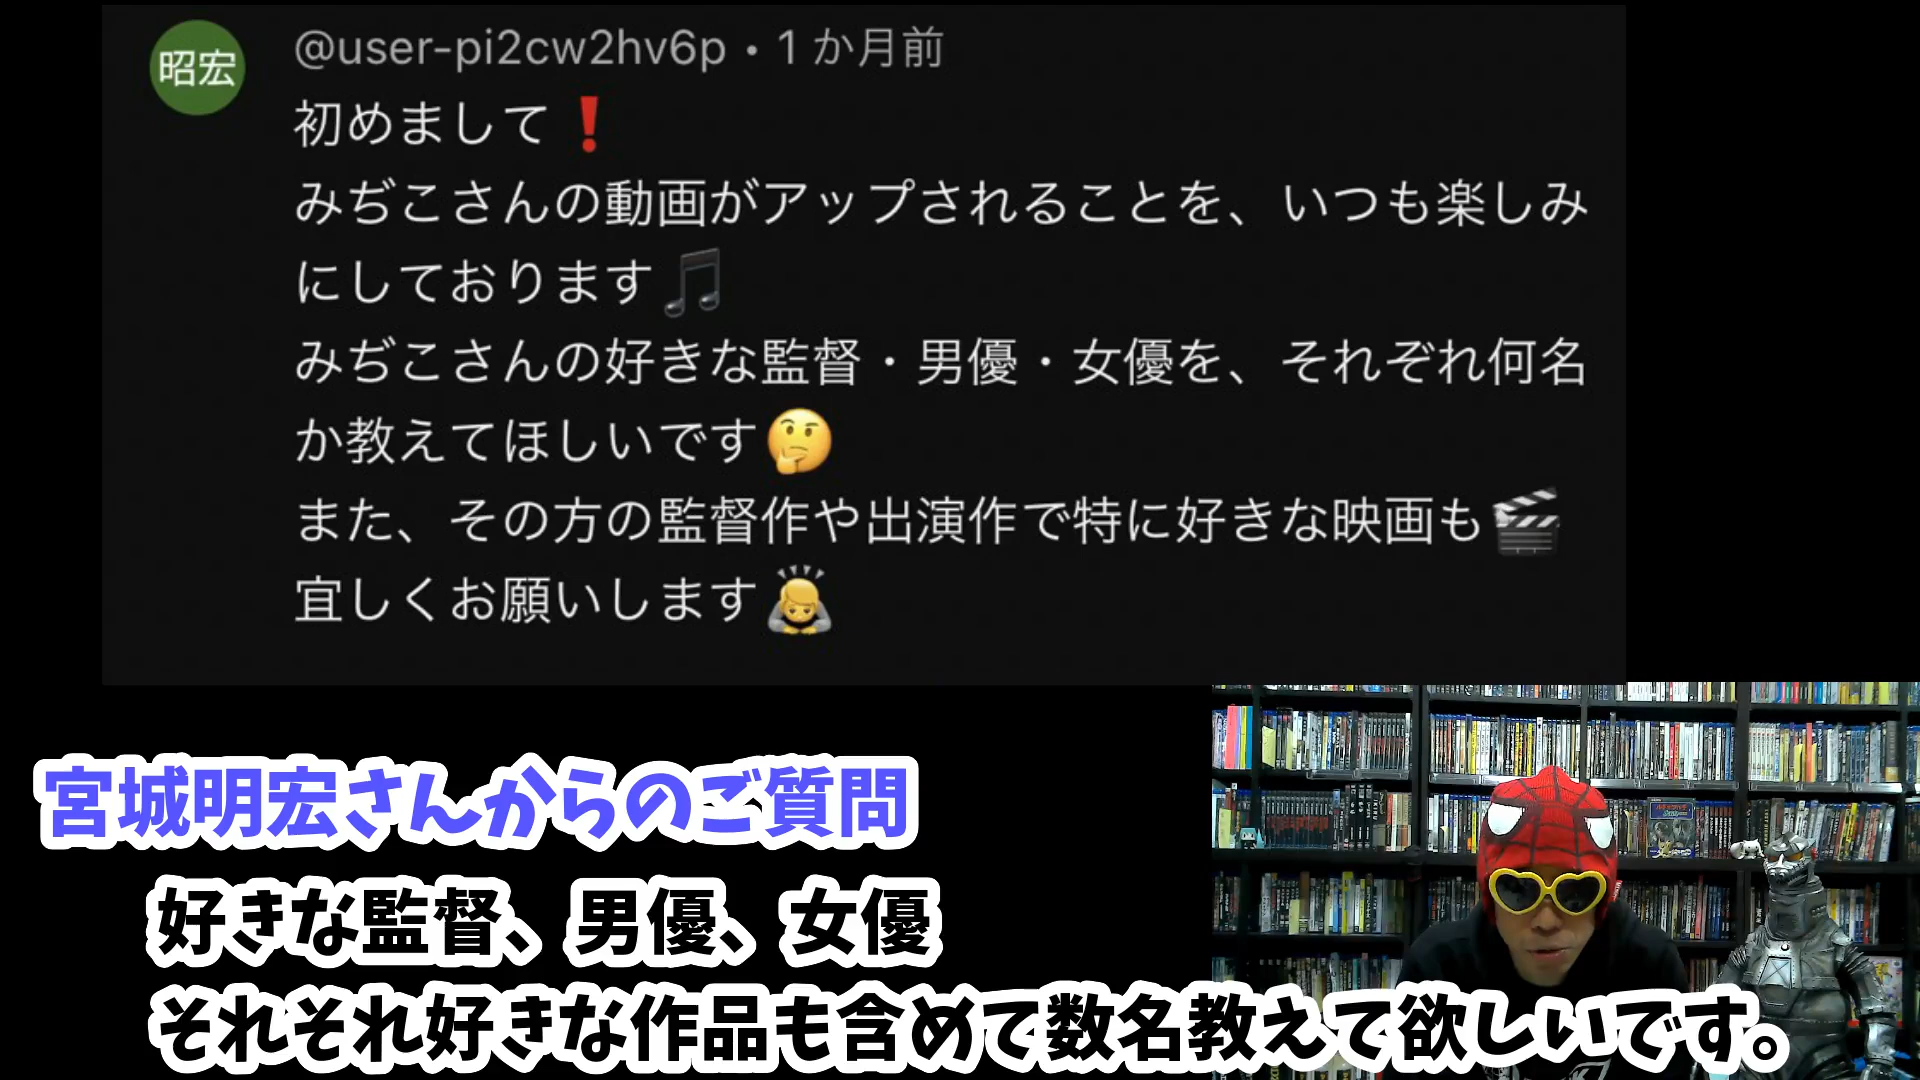 昭宏
@user-pi2cw2hv6p・1 か月前
初めまして❗
みぢこさんの動画がアップされることを、いつも楽しみ
にしております🎵
みぢこさんの好きな監督・男優・女優を、それぞれ何名
か教えてほしいです🤔
また、その方の監督作や出演作で特に好きな映画も🎬
宜しくお願いします🙇
宮城明宏さんからのご質問
好きな監督、男優、女優
それそれ好きな作品も含めて数名教えて欲しいです。